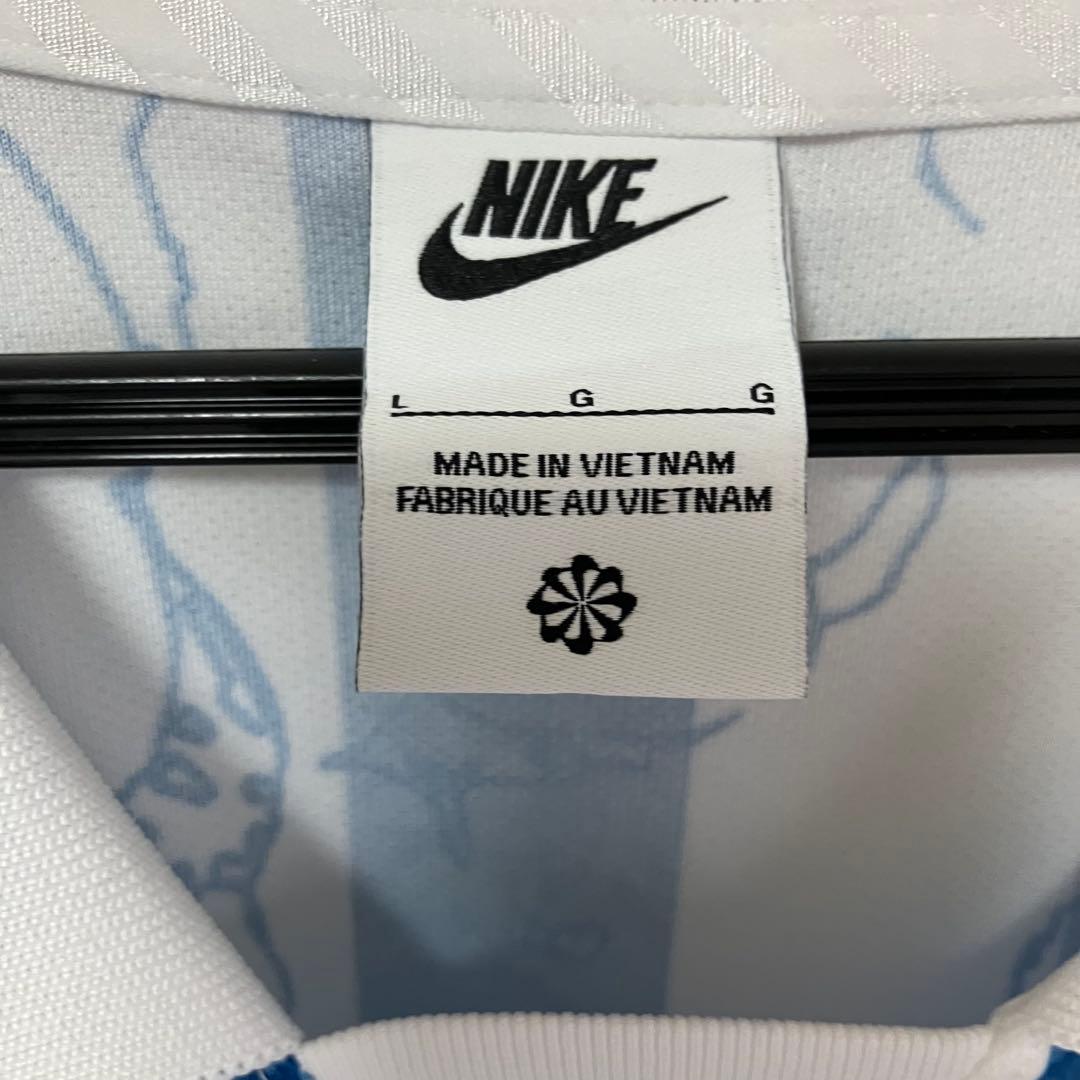 NIKE
L G G
MADE IN VIETNAM
FABRIQUE AU VIETNAM